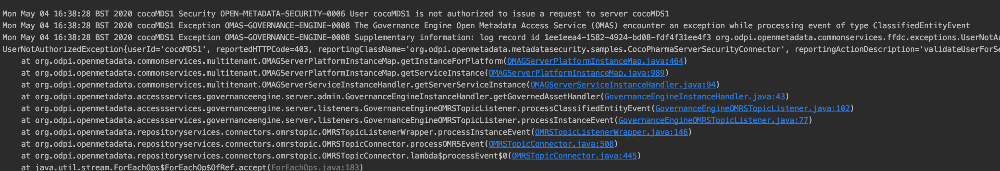 Mon May 04 16:38:28 BST 2020 cocoMDS1 Security OPEN-METADATA-SECURITY-0006 User cocoMDS1 is not authorized to issue a request to server cocoMDS1
Mon May 04 16:38:28 BST 2020 cocoMDS1 Exception OMAS-GOVERNANCE-ENGINE-0008 The Governance Engine Open Metadata Access Service (OMAS) encounter an exception while processing event of type ClassifiedEntityEvent
Mon May 04 16:38:28 BST 2020 cocoMDS1 Exception OMAS-GOVERNANCE-ENGINE-0008 Supplementary information: log record id 1ee1eea4-1582-4924-bd08-fdf4f31ee4f3 org.odpi.openmetadata.commonservices.ffdc.exceptions.UserNotAu
UserNotAuthorizedException{userId='cocoMDS1', reportedHTTPCode=403, reportingClassName='org.odpi.openmetadata.metadatasecurity.samples.CocoPharmaServerSecurityConnector', reportingActionDescription='validateUserForSe
at org.odpi.openmetadata.commonservices.multitenant.OMAGServerPlatformInstanceMap.getInstanceForPlatform(OMAGServerPlatformInstanceMap.java:464)
at org.odpi.openmetadata.commonservices.multitenant.OMAGServerPlatformInstanceMap.getServiceInstance(OMAGServerPlatformInstanceMap.java:989)
at org.odpi.openmetadata.commonservices.multitenant.OMAGServerServiceInstanceHandler.getServerServiceInstance(OMAGServerServiceInstanceHandler.java:94)
at org.odpi.openmetadata.accessservices.governanceengine.server.admin.GovernanceEngineInstanceHandler.getGovernedAssetHandler(GovernanceEngineInstanceHandler.java:43)
at org.odpi.openmetadata.accessservices.governanceengine.server.listeners.GovernanceEngineOMRSTopicListener.processClassifiedEntityEvent(GovernanceEngineOMRSTopicListener.java:102)
at org.odpi.openmetadata.accessservices.governanceengine.server.listeners.GovernanceEngineOMRSTopicListener.processInstanceEvent(GovernanceEngineOMRSTopicListener.java:77)
at org.odpi.openmetadata.repositoryservices.connectors.omrstopic.OMRSTopicListenerWrapper.processInstanceEvent(OMRSTopicListenerWrapper.java:146)
at org.odpi.openmetadata.repositoryservices.connectors.omrstopic.OMRSTopicConnector.processOMRSEvent(OMRSTopicConnector.java:508)
at org.odpi.openmetadata.repositoryservices.connectors.omrstopic.OMRSTopicConnector.lambda$processEvent$0(OMRSTopicConnector.java:445)
at java.util.stream.ForEachOps$ForEachOp$OfRef.accept(ForEachOps.java:183)